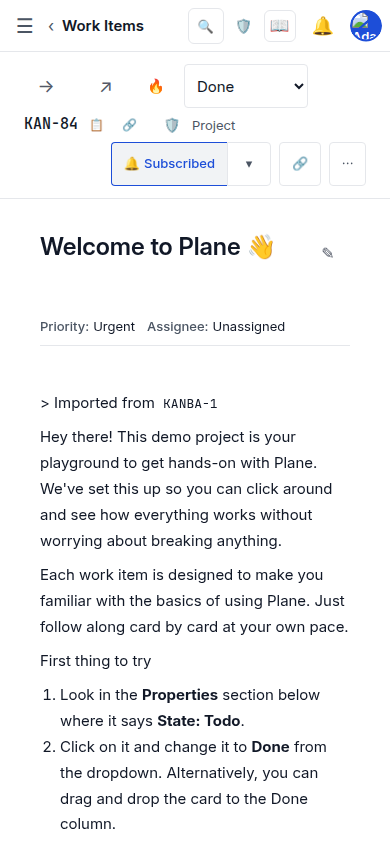 Work Items
Done
KAN-84
Project
Subscribed
Welcome to Plane 👋
Priority: Urgent Assignee: Unassigned
> Imported from KANBA-1
Hey there! This demo project is your
playground to get hands-on with Plane.
We've set this up so you can click around
and see how everything works without
worrying about breaking anything.
Each work item is designed to make you
familiar with the basics of using Plane. Just
follow along card by card at your own pace.
First thing to try
1. Look in the Properties section below
where it says State: Todo.
2. Click on it and change it to Done from
the dropdown. Alternatively, you can
drag and drop the card to the Done
column.